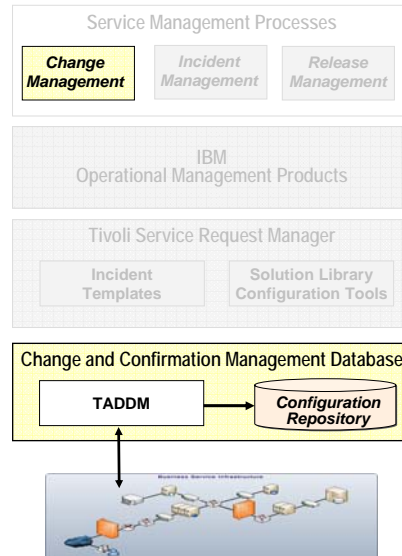 Service Management Processes
Change
Management
Incident
Management
Release
Management
IBM
Operational Management Products
Tivoli Service Request Manager
Incident
Templates
Solution Library
Configuration Tools
Change and Confirmation Management Database
TADDM
Configuration
Repository
Business Service Infrastructure